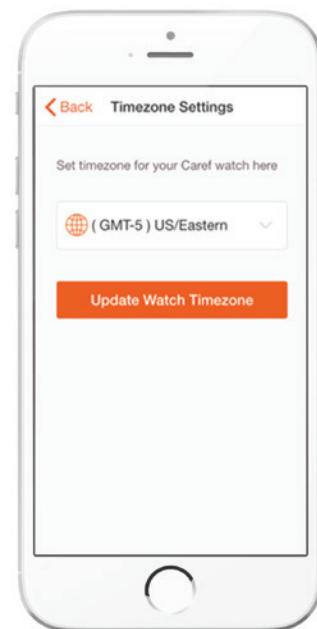 Back Timezone Settings
Set timezone for your Caref watch here
( GMT-5 ) US/Eastern
Update Watch Timezone